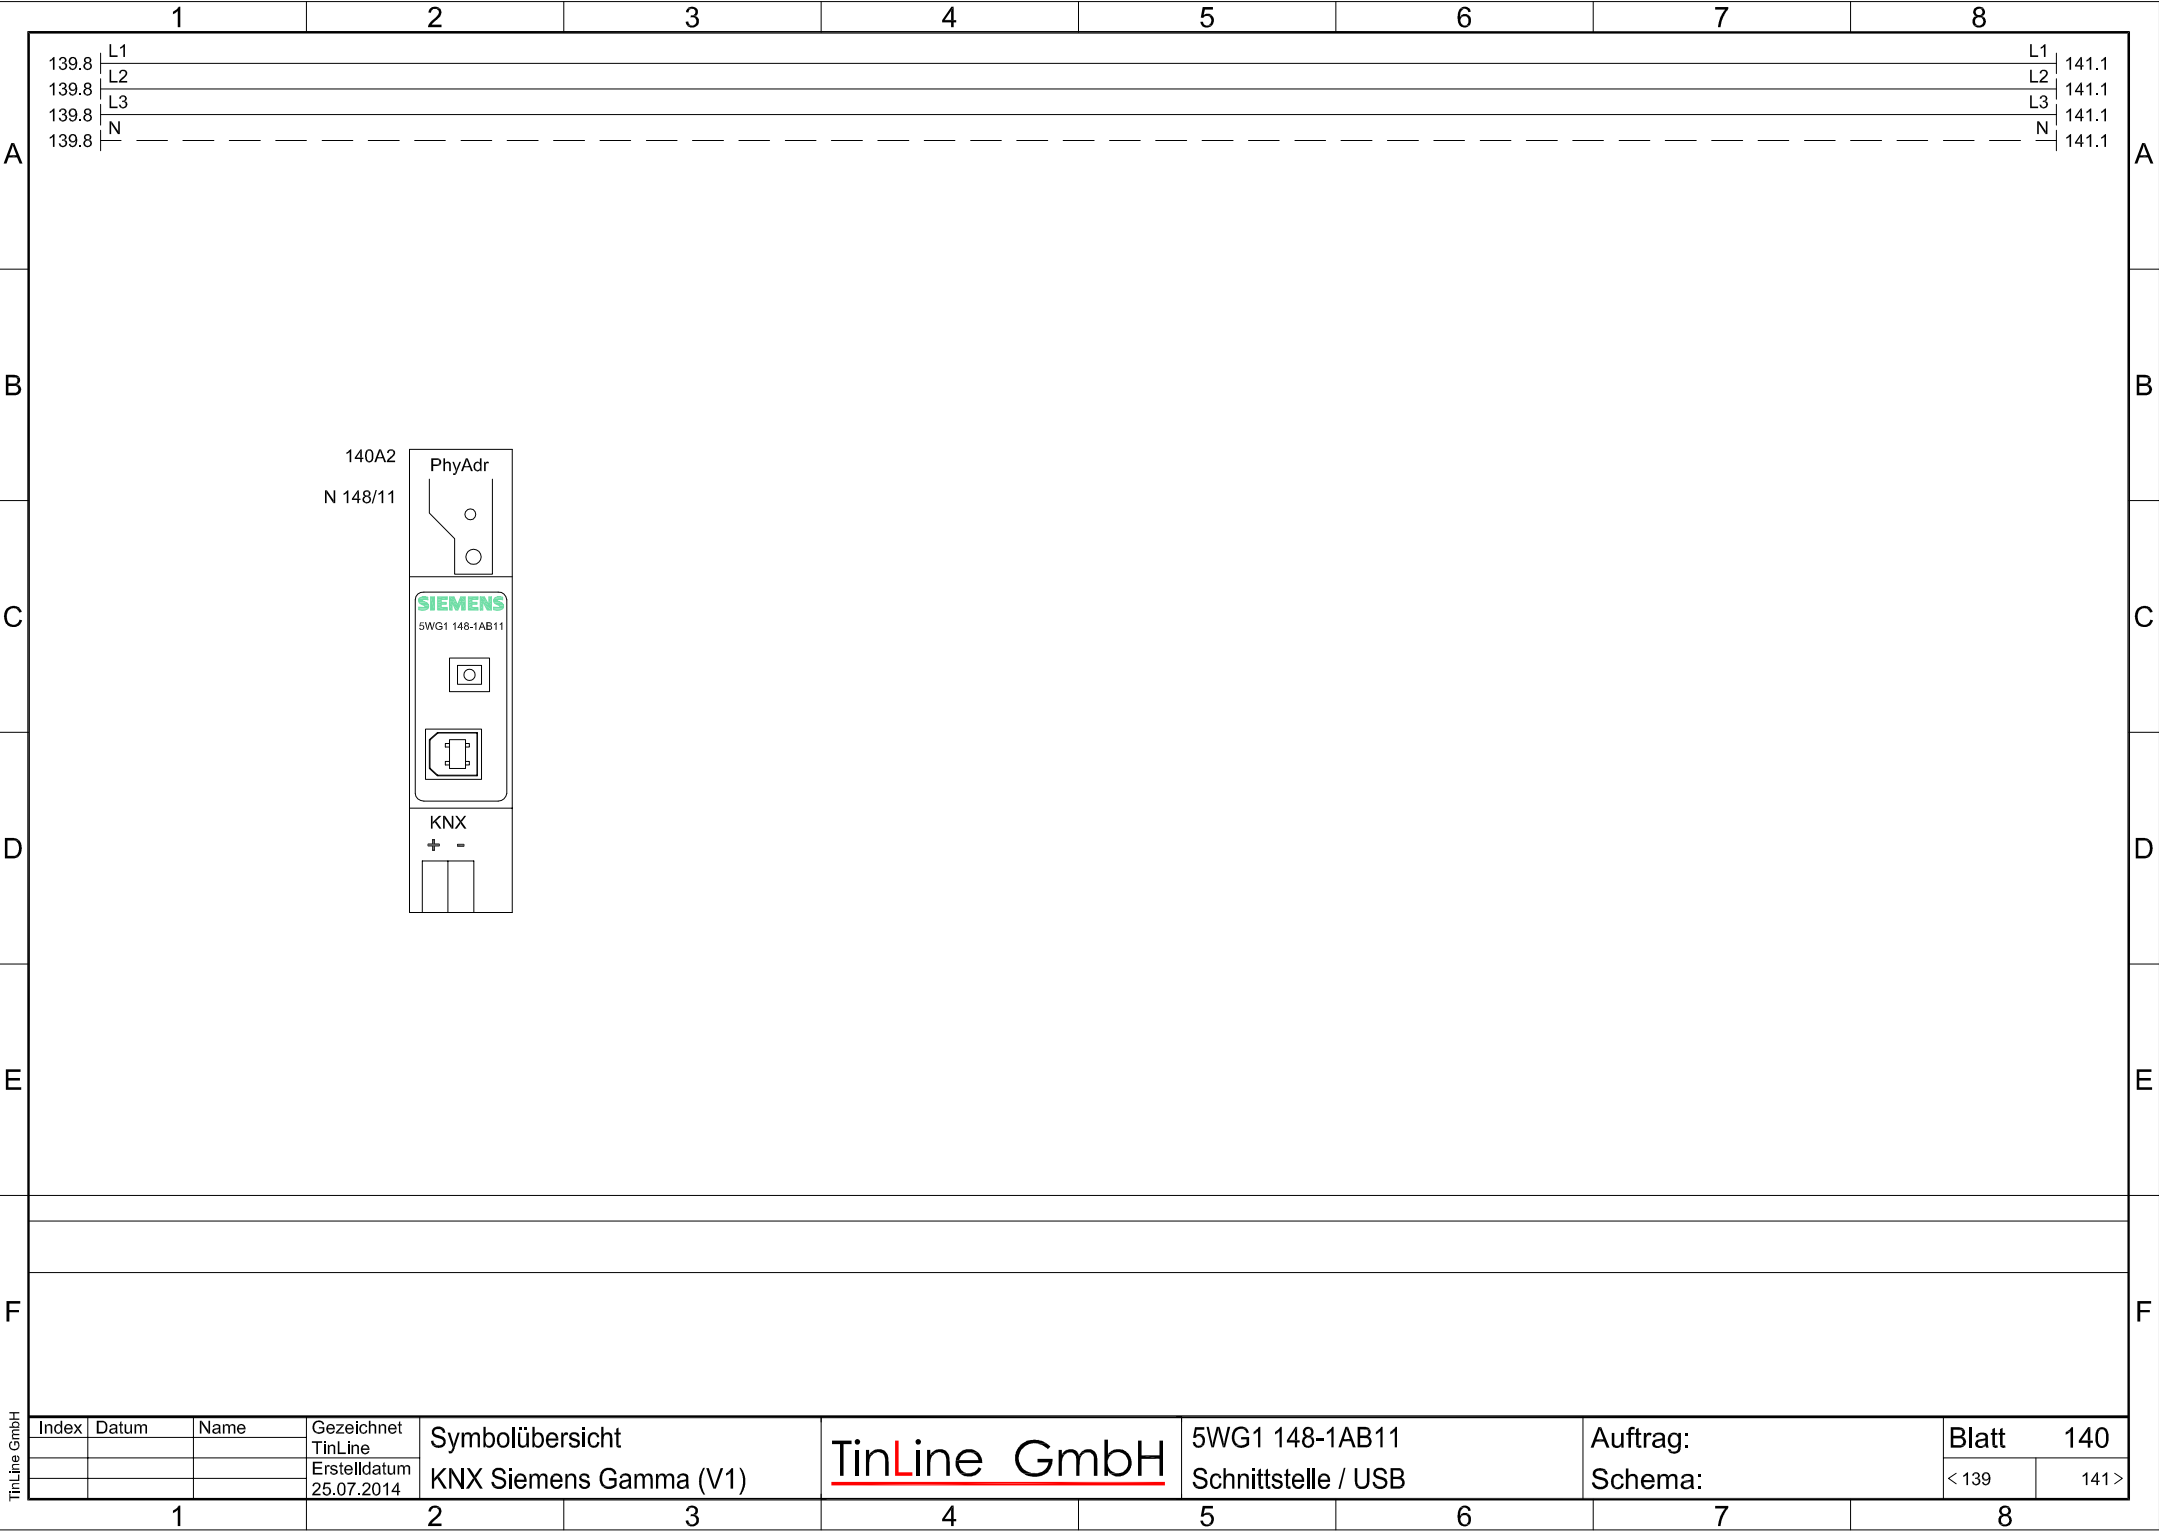 1 2 3 4 5 6 7 8
139.8 L1 L1 141.1
139.8 L2 L2 141.1
139.8 L3 L3 141.1
139.8 N N 141.1
A A
B B
140A2
PhyAdr
N 148/11
SIEMENS
C C
5WG1 148-1AB11
KNX
+ -
D D
E E
F F
TinLine GmbH
Index Datum Name
Gezeichnet
TinLine
Erstelldatum
25.07.2014
Symbolübersicht
KNX Siemens Gamma (V1)
TinLine GmbH
5WG1 148-1AB11
Schnittstelle / USB
Auftrag:
Schema:
Blatt 140
< 139 141 >
1 2 3 4 5 6 7 8